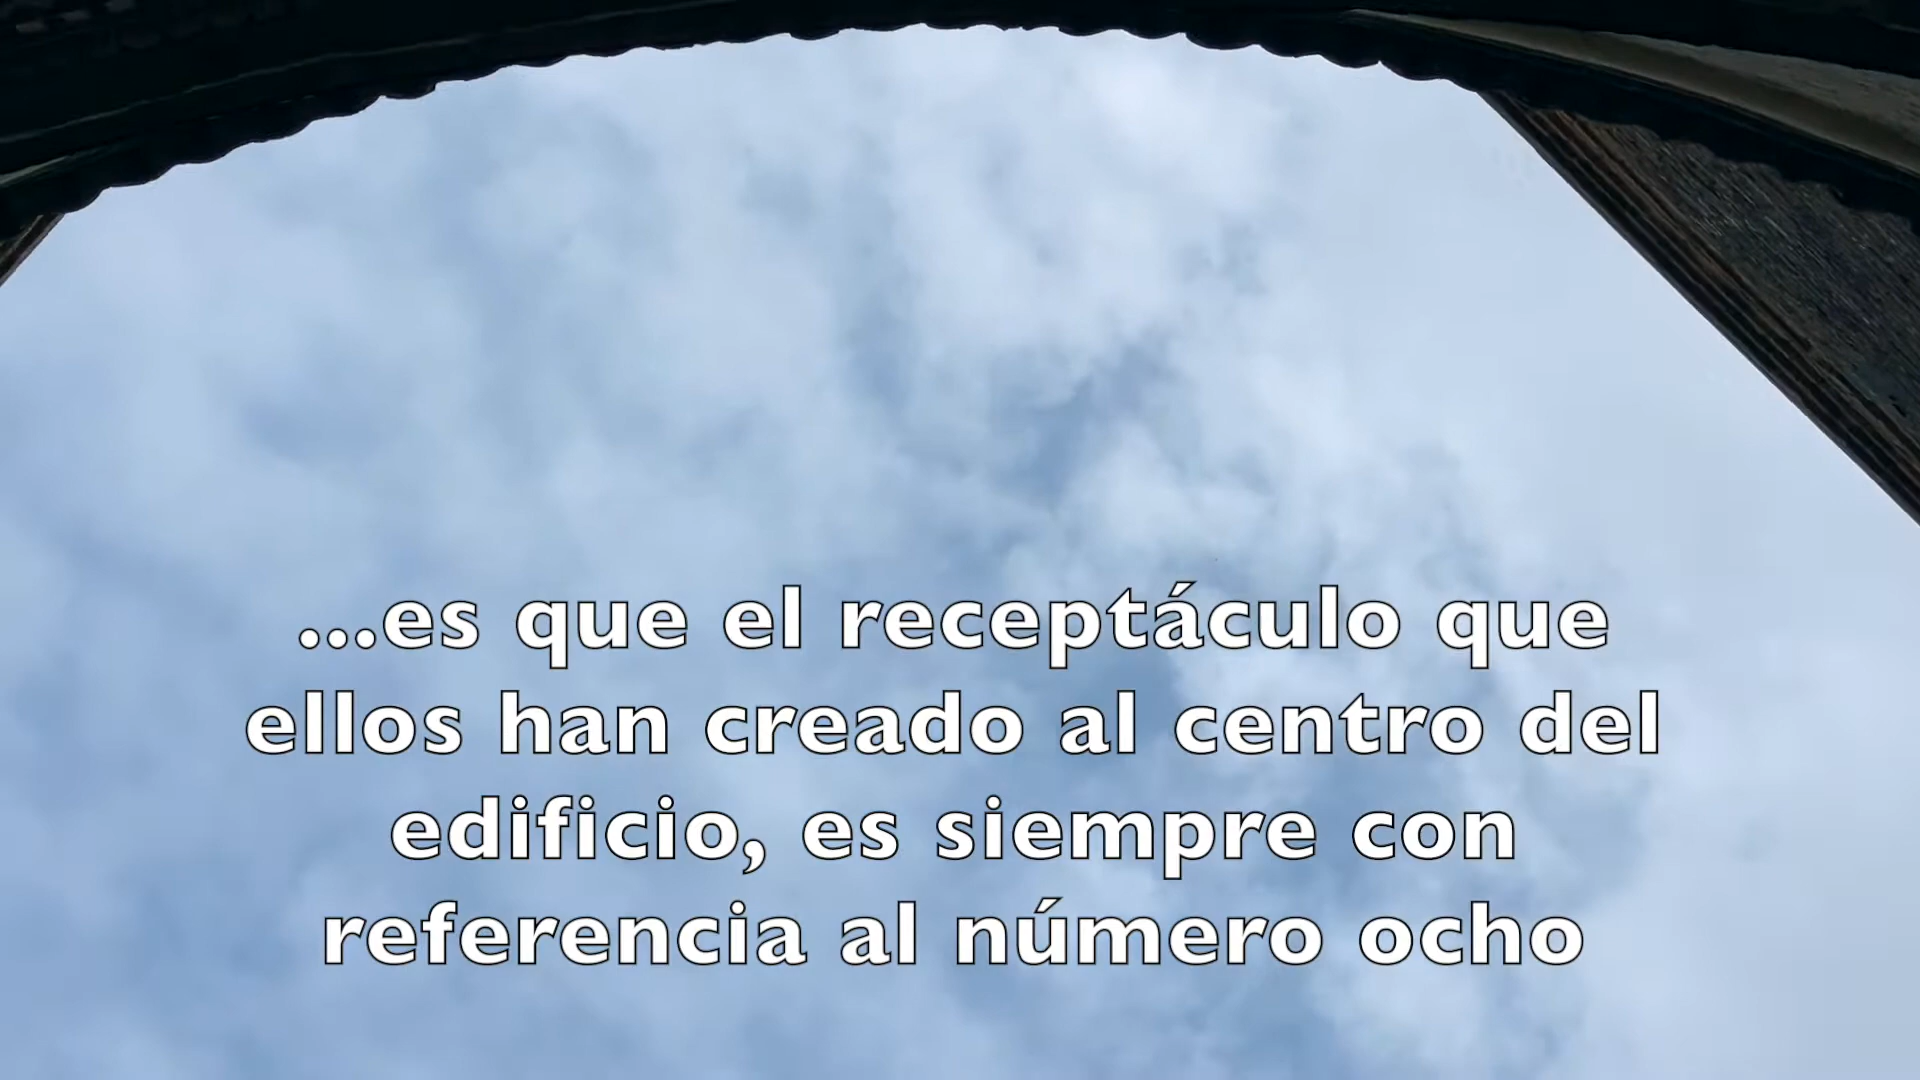 ...es que el receptáculo que
ellos han creado al centro del
edificio, es siempre con
referencia al número ocho